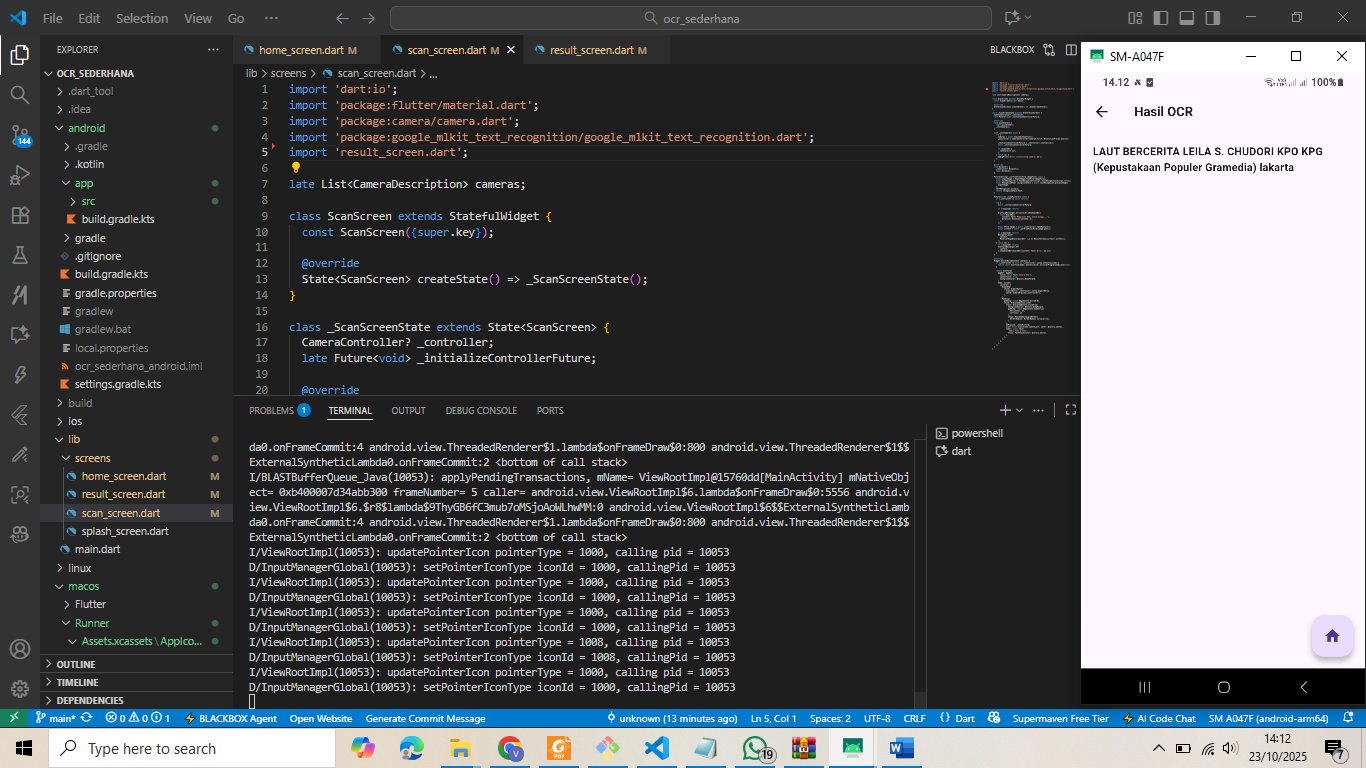 File Edit Selection View Go ··· ocr_sederhana
EXPLORER ···
OCR_SEDERHANA
.dart_tool
.idea
android
.gradle
.kotlin
app
src
build.gradle.kts
gradle
.gitignore
build.gradle.kts
gradle.properties
gradlew
gradlew.bat
local.properties
ocr_sederhana_android.iml
settings.gradle.kts
build
ios
lib
screens
home_screen.dart M
result_screen.dart M
scan_screen.dart M
splash_screen.dart
main.dart
linux
macos
Flutter
Runner
Assets.xcassets \ AppIco...
OUTLINE
TIMELINE
DEPENDENCIES
144
home_screen.dart M scan_screen.dart M result_screen.dart M BLACKBOX
lib > screens > scan_screen.dart > ...
1 import 'dart:io';
2 import 'package:flutter/material.dart';
3 import 'package:camera/camera.dart';
4 import 'package:google_mlkit_text_recognition/google_mlkit_text_recognition.dart';
5 import 'result_screen.dart';
6
7 late List<CameraDescription> cameras;
8
9 class ScanScreen extends StatefulWidget {
10 const ScanScreen({super.key});
11
12 @override
13 State<ScanScreen> createState() => _ScanScreenState();
14 }
15
16 class _ScanScreenState extends State<ScanScreen> {
17 CameraController? _controller;
18 late Future<void> _initializeControllerFuture;
19
20 @override
PROBLEMS 1 TERMINAL OUTPUT DEBUG CONSOLE PORTS
da0.onFrameCommit:4 android.view.ThreadedRenderer$1.lambda$onFrameDraw$0:800 android.view.ThreadedRenderer$1$$
ExternalSyntheticLambda0.onFrameCommit:2 <bottom of call stack>
I/BLASTBufferQueue_Java(10053): applyPendingTransactions, mName= ViewRootImpl@15760dd[MainActivity] mNativeObj
ect= 0xb400007d34abb300 frameNumber= 5 caller= android.view.ViewRootImpl$6.lambda$onFrameDraw$0:5556 android.v
iew.ViewRootImpl$6.$r8$lambda$9ThyGB6fC3mub7oMSjoAoWLhwMM:0 android.view.ViewRootImpl$6$$ExternalSyntheticLamb
da0.onFrameCommit:4 android.view.ThreadedRenderer$1.lambda$onFrameDraw$0:800 android.view.ThreadedRenderer$1$$
ExternalSyntheticLambda0.onFrameCommit:2 <bottom of call stack>
I/ViewRootImpl(10053): updatePointerIcon pointerType = 1000, calling pid = 10053
D/InputManagerGlobal(10053): setPointerIconType iconId = 1000, callingPid = 10053
I/ViewRootImpl(10053): updatePointerIcon pointerType = 1000, calling pid = 10053
D/InputManagerGlobal(10053): setPointerIconType iconId = 1000, callingPid = 10053
I/ViewRootImpl(10053): updatePointerIcon pointerType = 1000, calling pid = 10053
D/InputManagerGlobal(10053): setPointerIconType iconId = 1000, callingPid = 10053
I/ViewRootImpl(10053): updatePointerIcon pointerType = 1008, calling pid = 10053
D/InputManagerGlobal(10053): setPointerIconType iconId = 1008, callingPid = 10053
I/ViewRootImpl(10053): updatePointerIcon pointerType = 1000, calling pid = 10053
D/InputManagerGlobal(10053): setPointerIconType iconId = 1000, callingPid = 10053
powershell
dart
SM-A047F
14.12 100%
Hasil OCR
LAUT BERCERITA LEILA S. CHUDORI KPO KPG
(Kepustakaan Populer Gramedia) lakarta
main* 0 0 1 BLACKBOX Agent Open Website Generate Commit Message unknown (13 minutes ago) Ln 5, Col 1 Spaces: 2 UTF-8 CRLF {} Dart Supermaven Free Tier AI Code Chat SM A047F (android-arm64)
Type here to search
19
14:12
23/10/2025
7